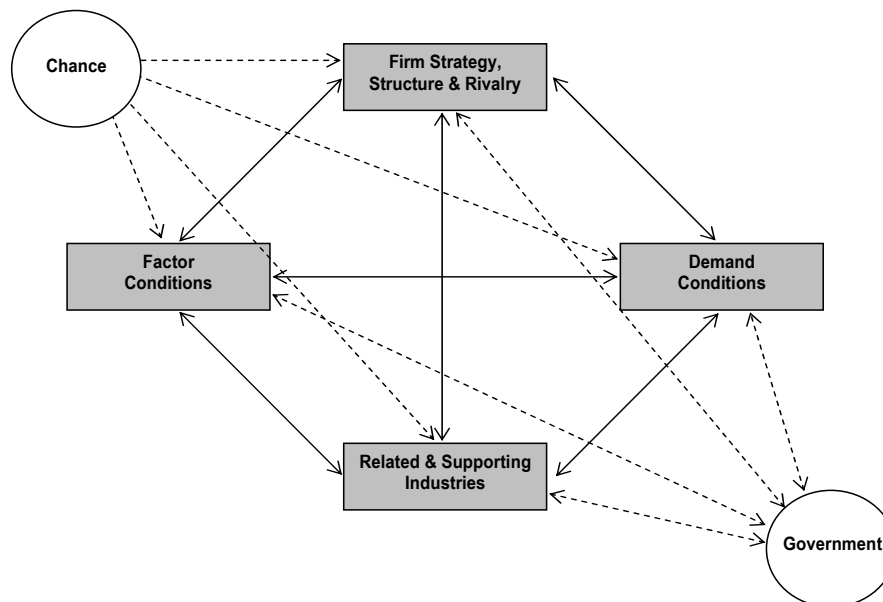 Chance
Firm Strategy,
Structure & Rivalry
Factor
Conditions
Demand
Conditions
Related & Supporting
Industries
Government